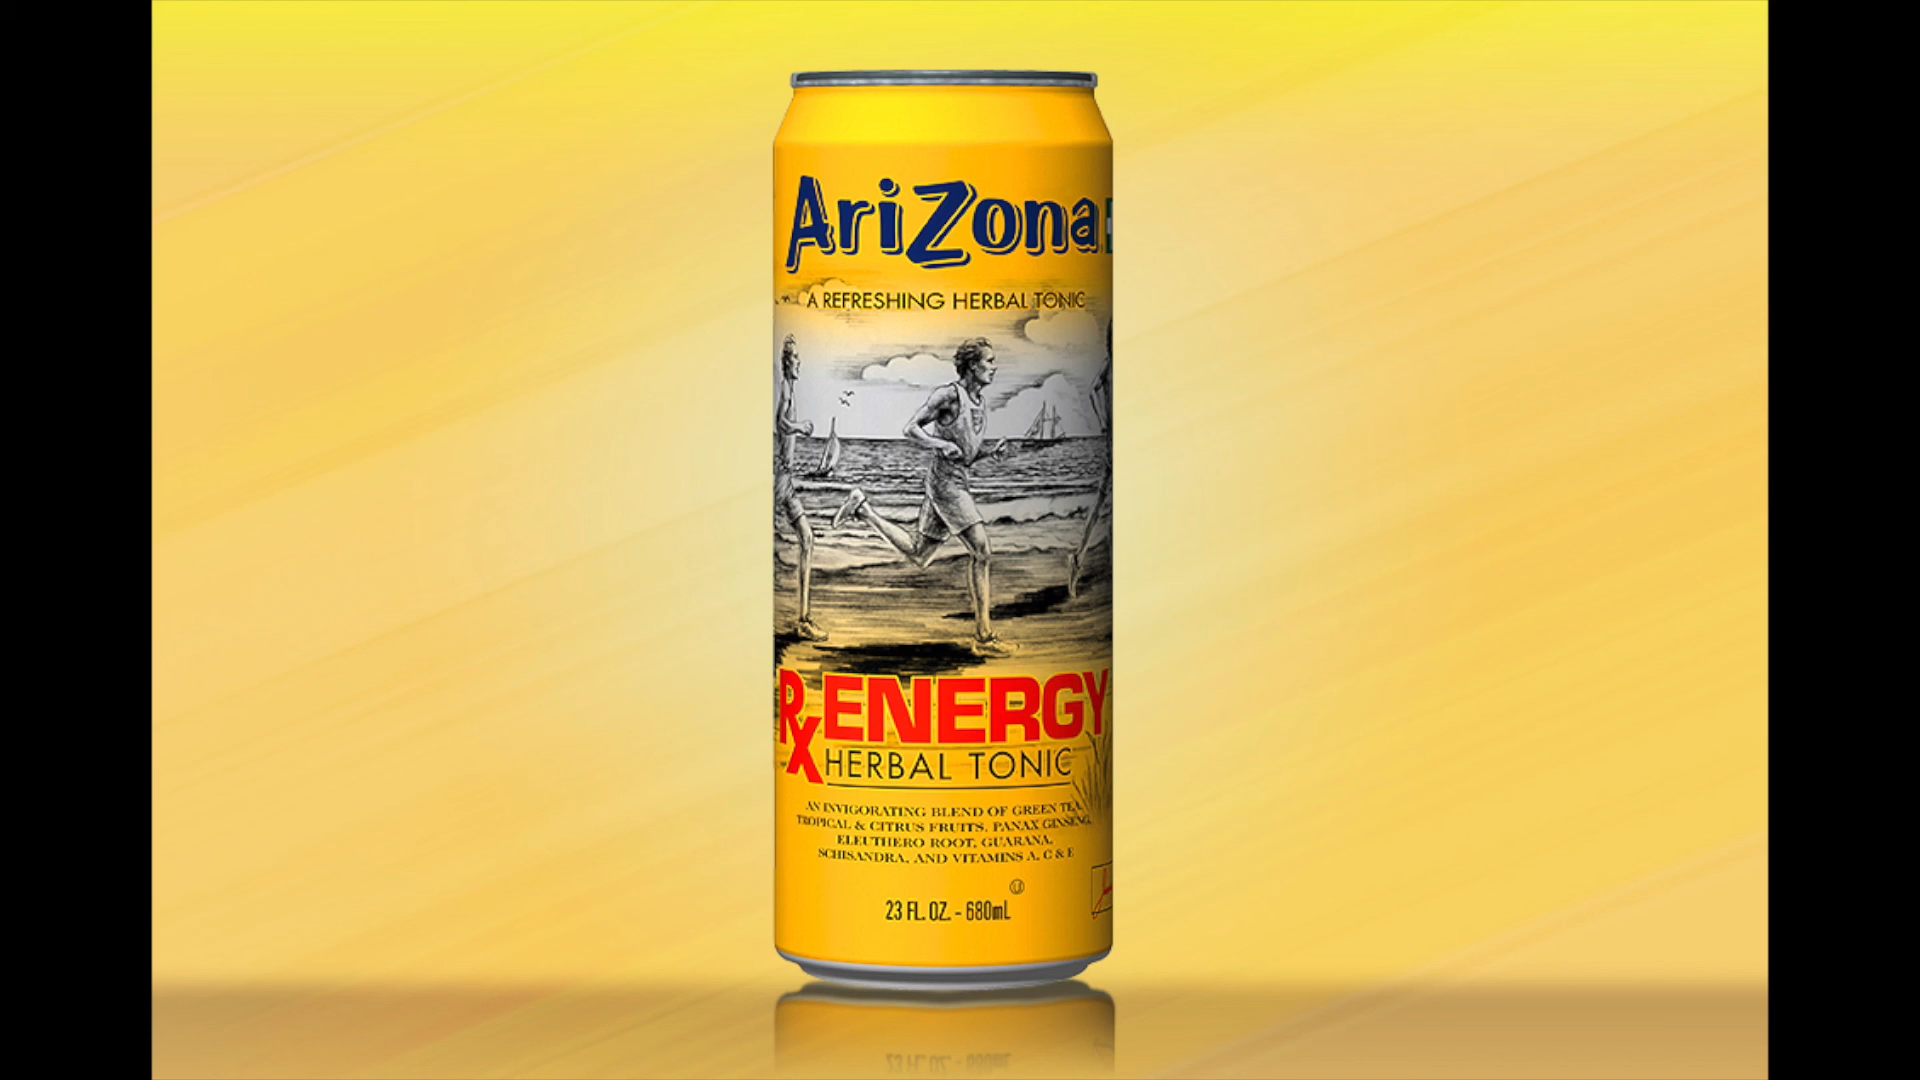 AriZona
A REFRESHING HERBAL TONIC
RX ENERGY
HERBAL TONIC
AN INVIGORATING BLEND OF GREEN TEA,
TROPICAL & CITRUS FRUITS, PANAX GINSENG,
ELEUTHERO ROOT, GUARANA,
SCHISANDRA, AND VITAMINS A, C & E
U
23 FL. OZ. - 680mL